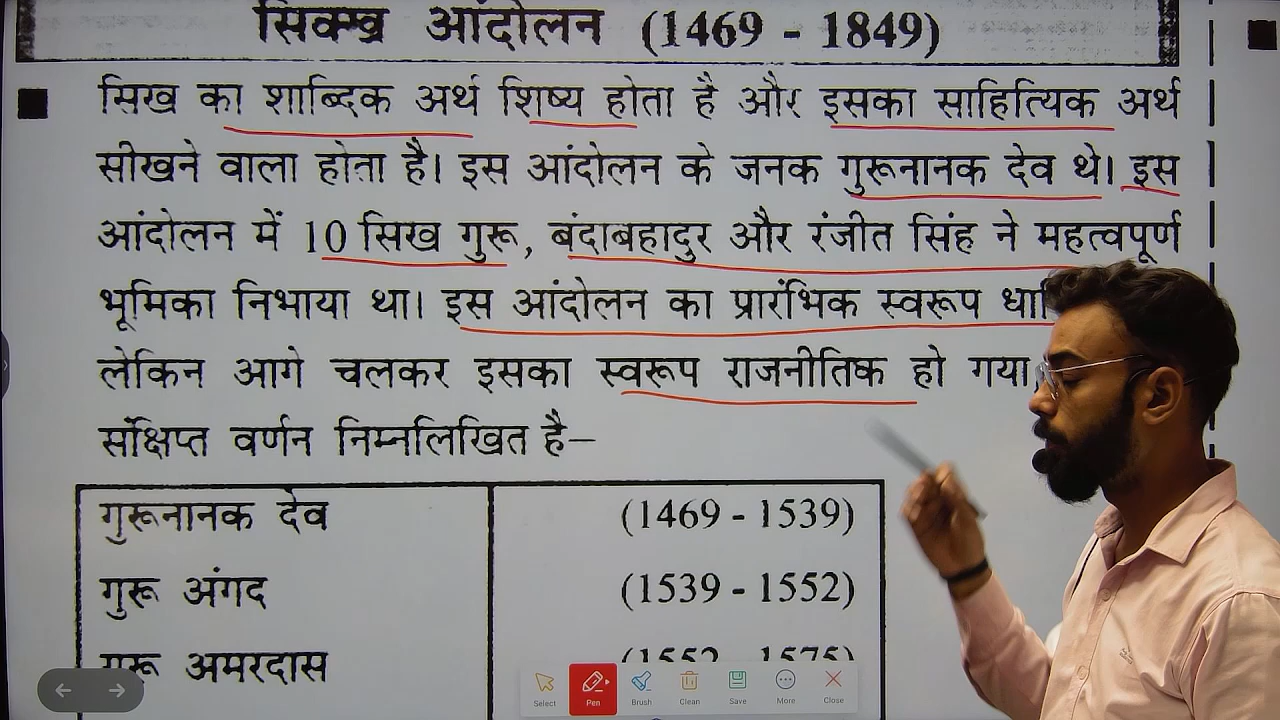 सिक्ख आंदोलन (1469 - 1849)
सिख का शाब्दिक अर्थ शिष्य होता है और इसका साहित्यिक अर्थ
सीखने वाला होता है। इस आंदोलन के जनक गुरूनानक देव थे। इस
आंदोलन में 10 सिख गुरू, बंदाबहादुर और रंजीत सिंह ने महत्वपूर्ण
भूमिका निभाया था। इस आंदोलन का प्रारंभिक स्वरूप
लेकिन आगे चलकर इसका स्वरूप राजनीतिक हो गया
संक्षिप्त वर्णन निम्नलिखित है–
गुरूनानक देव (1469 - 1539)
गुरू अंगद (1539 - 1552)
गुरू अमरदास (1552 - 1575)
Select Pen Brush Clean Save More Close